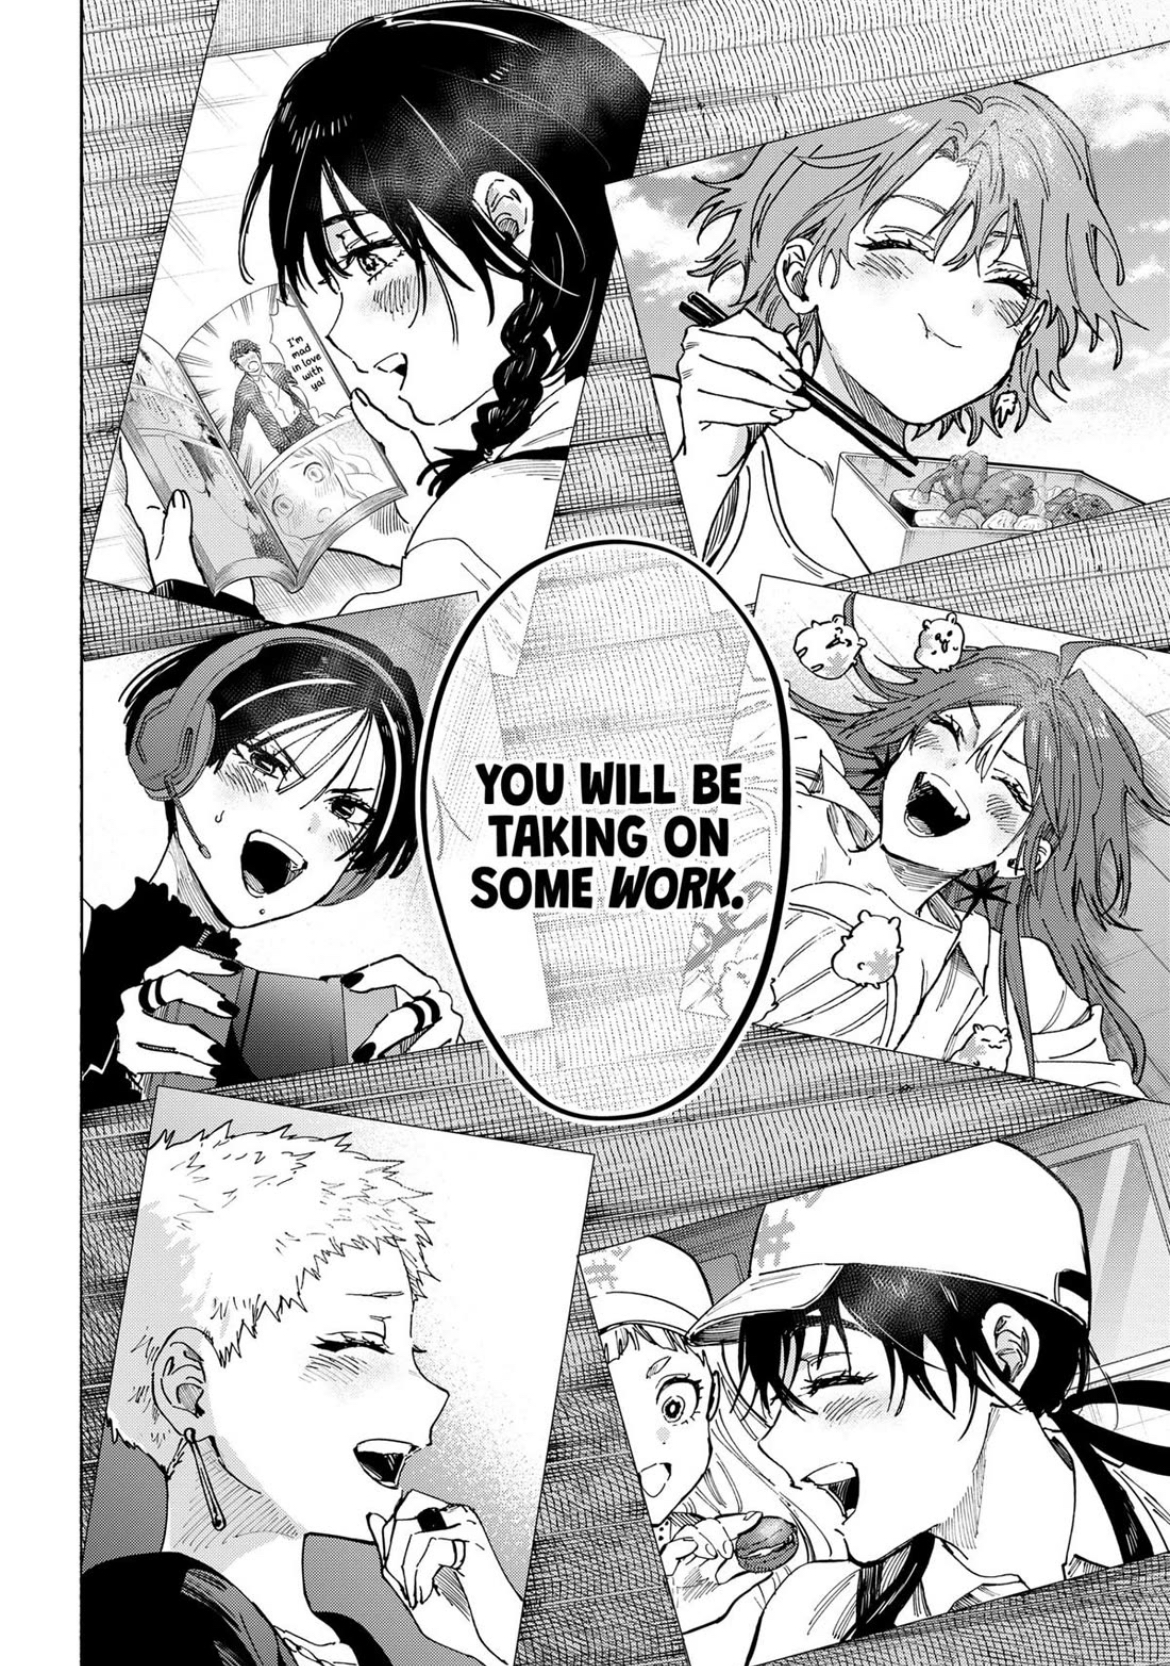 I'm
mad
in love
with
ya!
YOU WILL BE
TAKING ON
SOME WORK.